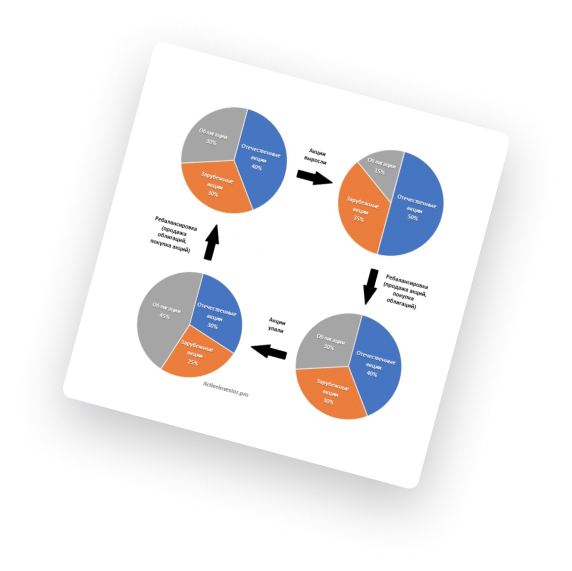 Облигации
30%
Отечественные
акции
40%
Зарубежные
акции
30%
Акции
выросли
Облигации
15%
Отечественные
акции
50%
Зарубежные
акции
35%
Ребалансировка
(продажа
облигаций,
покупка акций)
Ребалансировка
(продажа акций,
покупка
облигаций)
Облигации
45%
Отечественные
акции
30%
Зарубежные
акции
25%
Акции
упали
Облигации
30%
Отечественные
акции
40%
Зарубежные
акции
30%
ActiveInvestor.pro